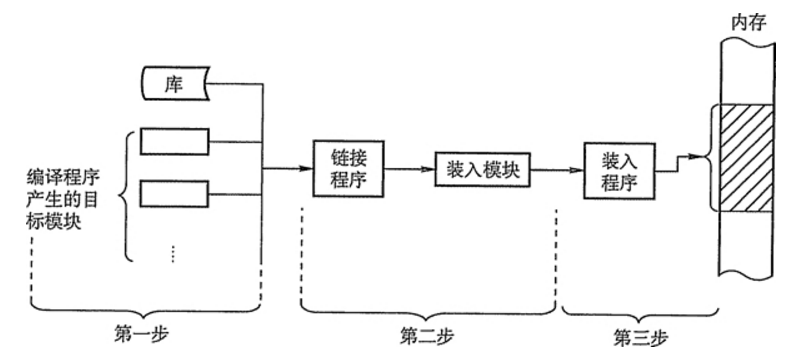 内存
库
编译程序
产生的目
标模块
链接
程序
装入模块
装入
程序
第一步
第二步
第三步